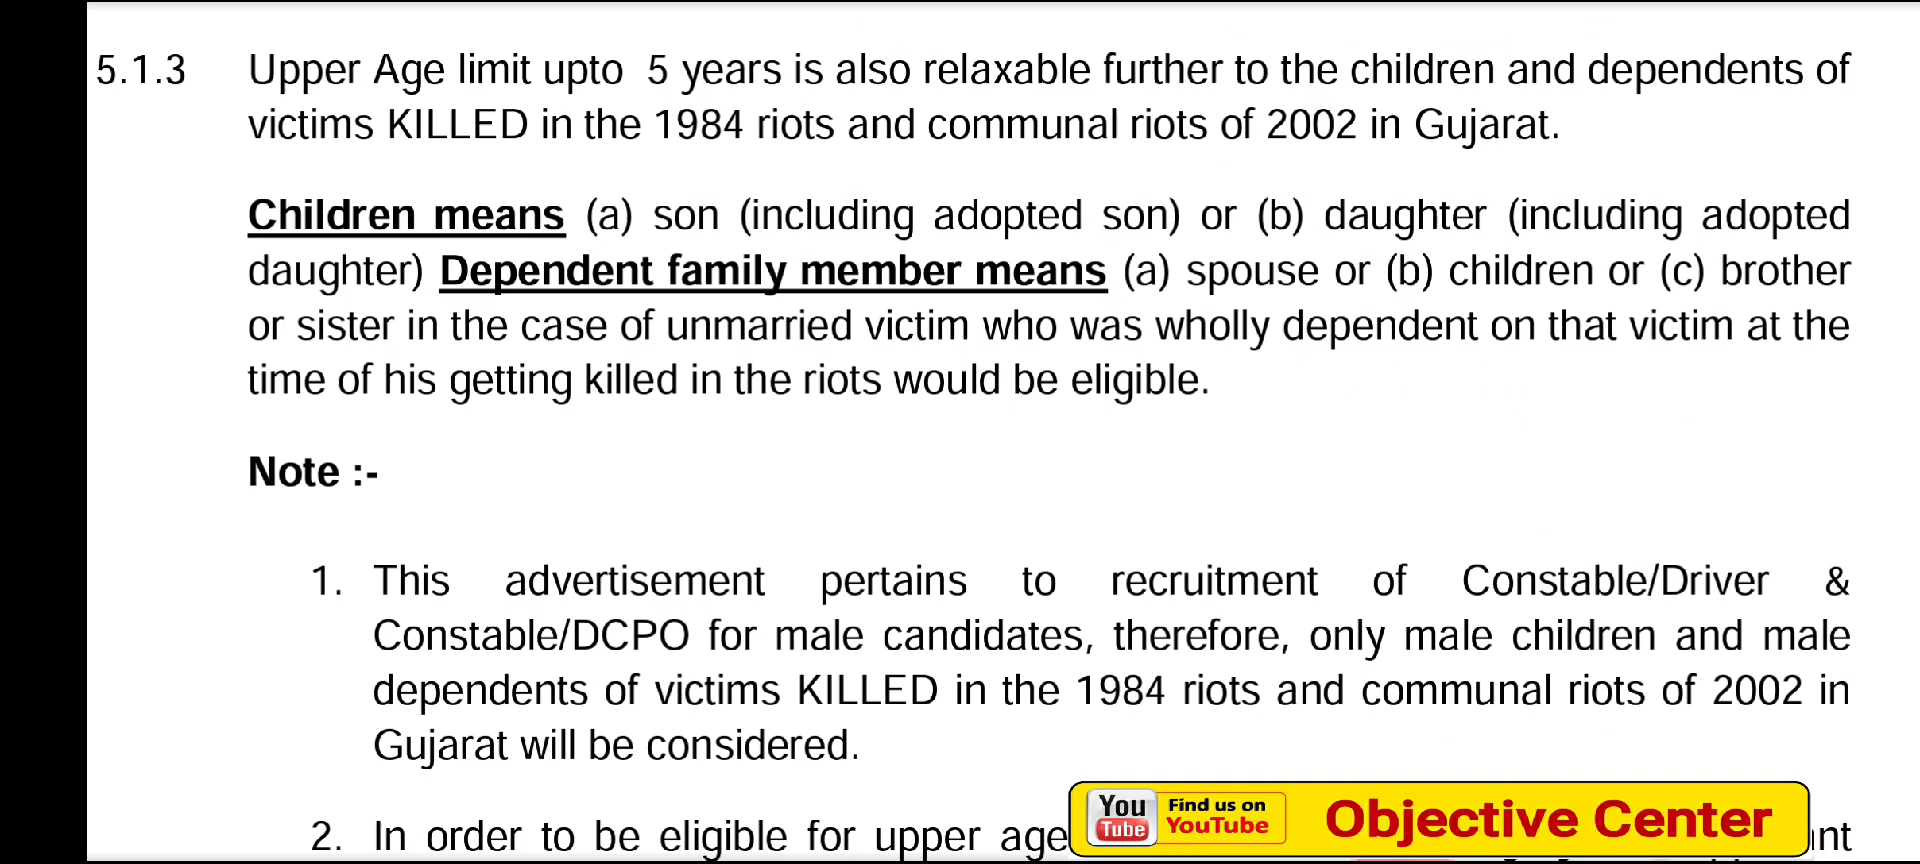 5.1.3 Upper Age limit upto 5 years is also relaxable further to the children and dependents of
victims KILLED in the 1984 riots and communal riots of 2002 in Gujarat.
Children means (a) son (including adopted son) or (b) daughter (including adopted
daughter) Dependent family member means (a) spouse or (b) children or (c) brother
or sister in the case of unmarried victim who was wholly dependent on that victim at the
time of his getting killed in the riots would be eligible.
Note :-
1. This advertisement pertains to recruitment of Constable/Driver &
Constable/DCPO for male candidates, therefore, only male children and male
dependents of victims KILLED in the 1984 riots and communal riots of 2002 in
Gujarat will be considered.
2. In order to be eligible for upper age
You Tube
Find us on
YouTube
Objective Center